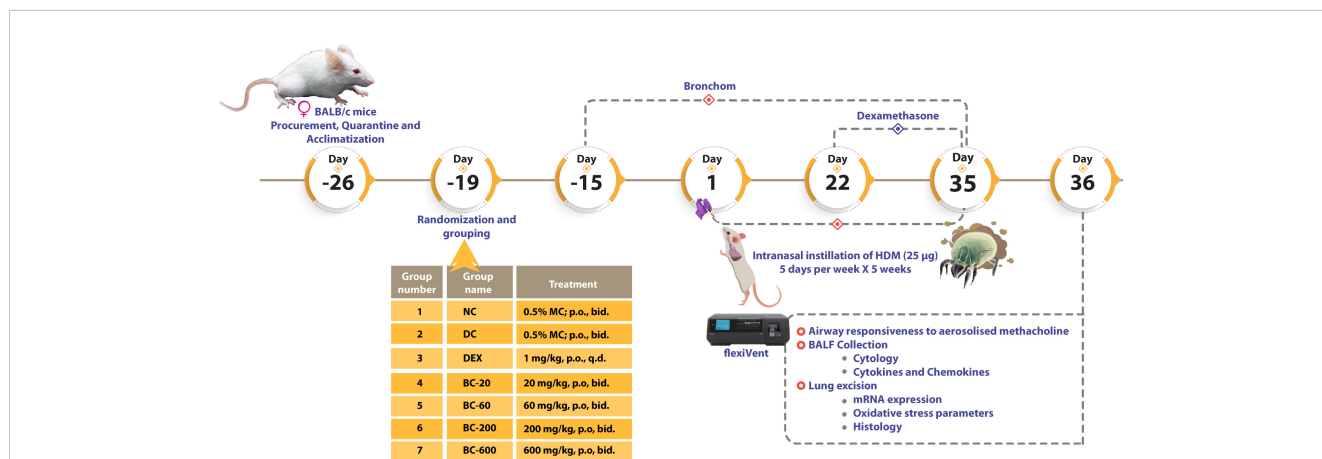 Bronchom
Dexamethasone
♀ BALB/c mice
Procurement, Quarantine and
Acclimatization
Day
-26
Day
-19
Day
-15
Day
1
Day
22
Day
35
Day
36
Randomization and
grouping
Intranasal instillation of HDM (25 µg)
5 days per week X 5 weeks
Group number Group name Treatment
1 NC 0.5% MC; p.o., bid.
2 DC 0.5% MC; p.o., bid.
3 DEX 1 mg/kg, p.o., q.d.
4 BC-20 20 mg/kg, p.o, bid.
5 BC-60 60 mg/kg, p.o, bid.
6 BC-200 200 mg/kg, p.o, bid.
7 BC-600 600 mg/kg, p.o, bid.
flexiVent
Airway responsiveness to aerosolised methacholine
BALF Collection
Cytology
Cytokines and Chemokines
Lung excision
mRNA expression
Oxidative stress parameters
Histology